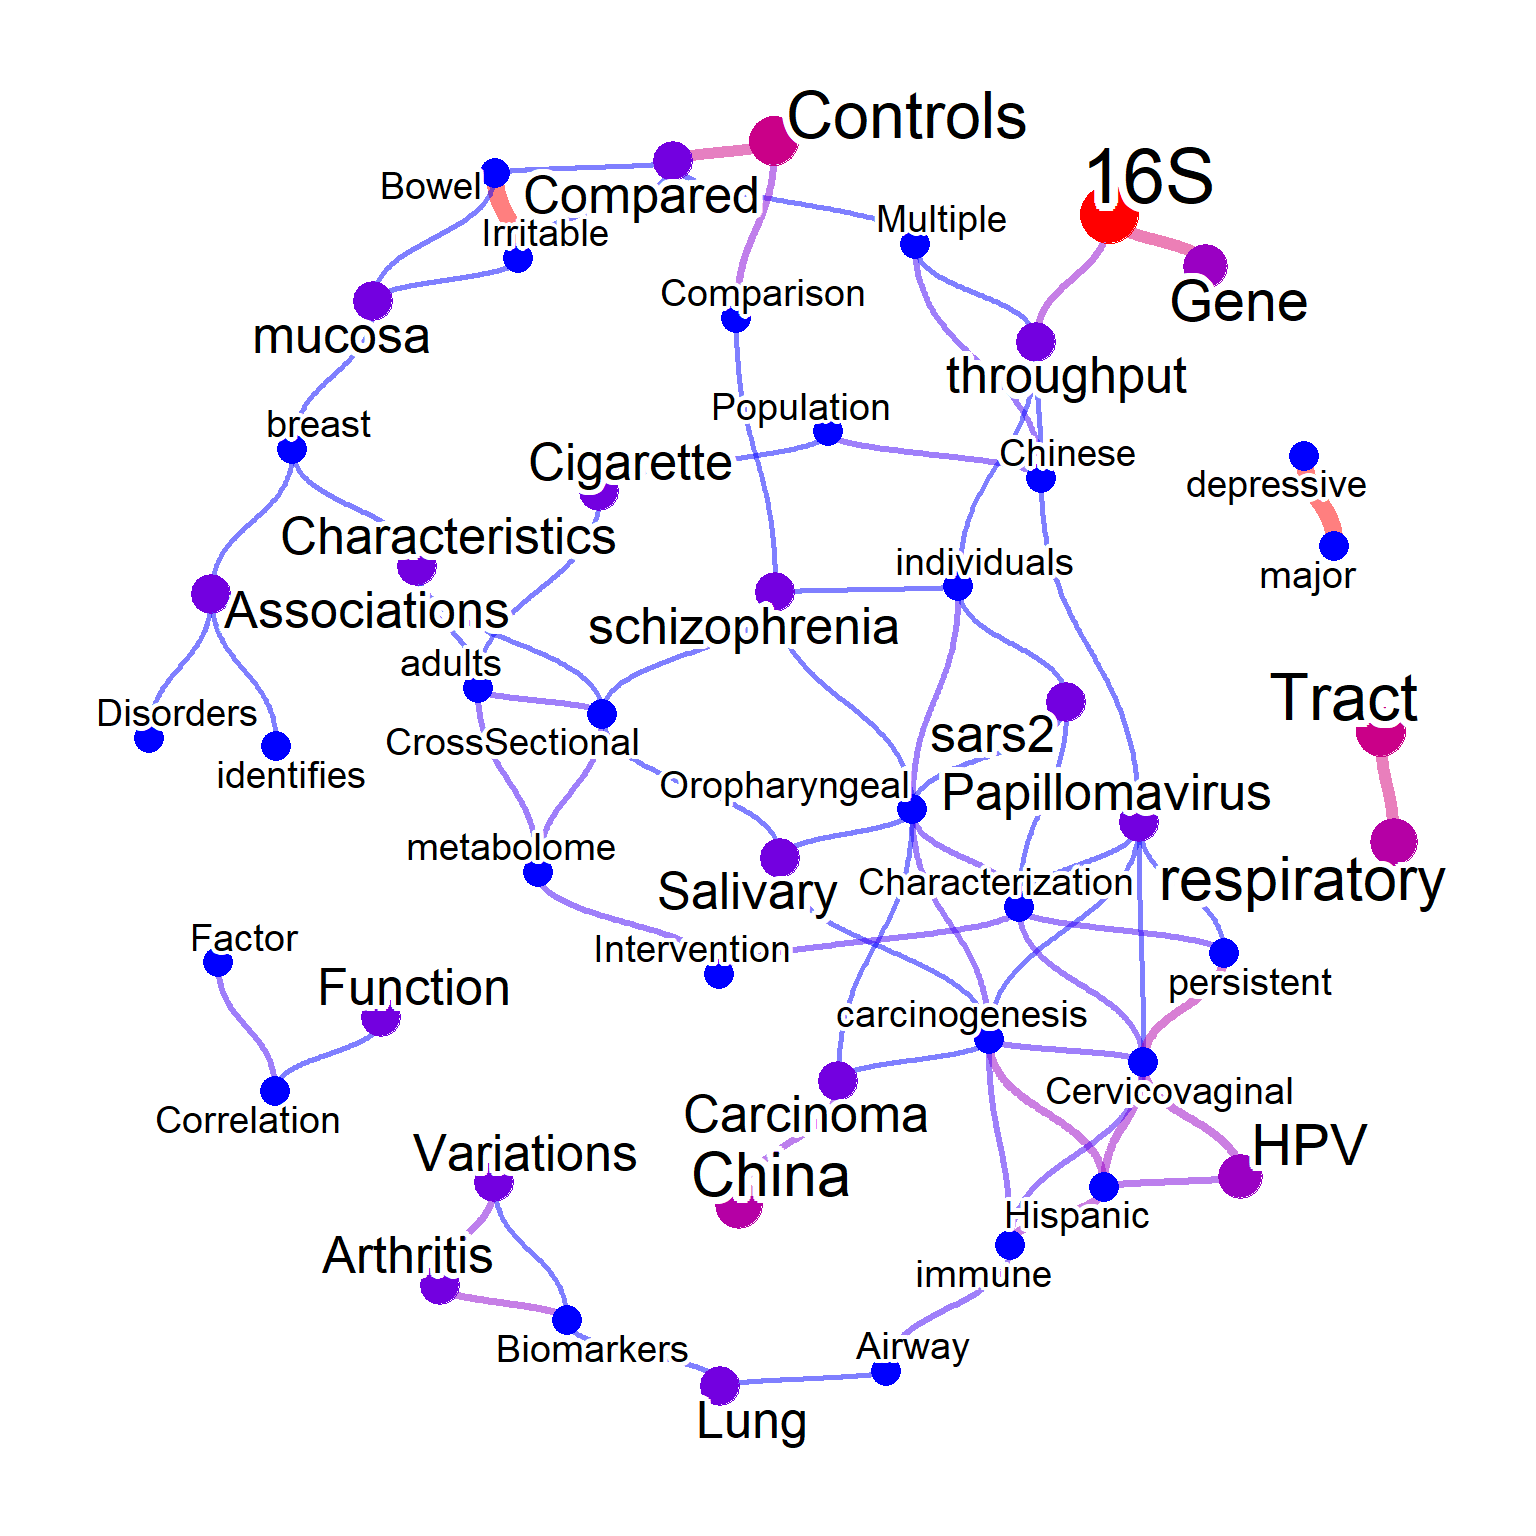 Controls
16S
Bowel
Compared
Irritable
Multiple
Comparison
Gene
mucosa
throughput
Population
breast
Cigarette
Chinese
depressive
Characteristics
individuals
major
Associations
schizophrenia
adults
Tract
Disorders
CrossSectional
sars2
identifies
Oropharyngeal
Papillomavirus
metabolome
Salivary
Characterization
respiratory
Factor
Intervention
Function
persistent
carcinogenesis
Correlation
Carcinoma
Cervicovaginal
Variations
China
HPV
Hispanic
Arthritis
immune
Biomarkers
Airway
Lung